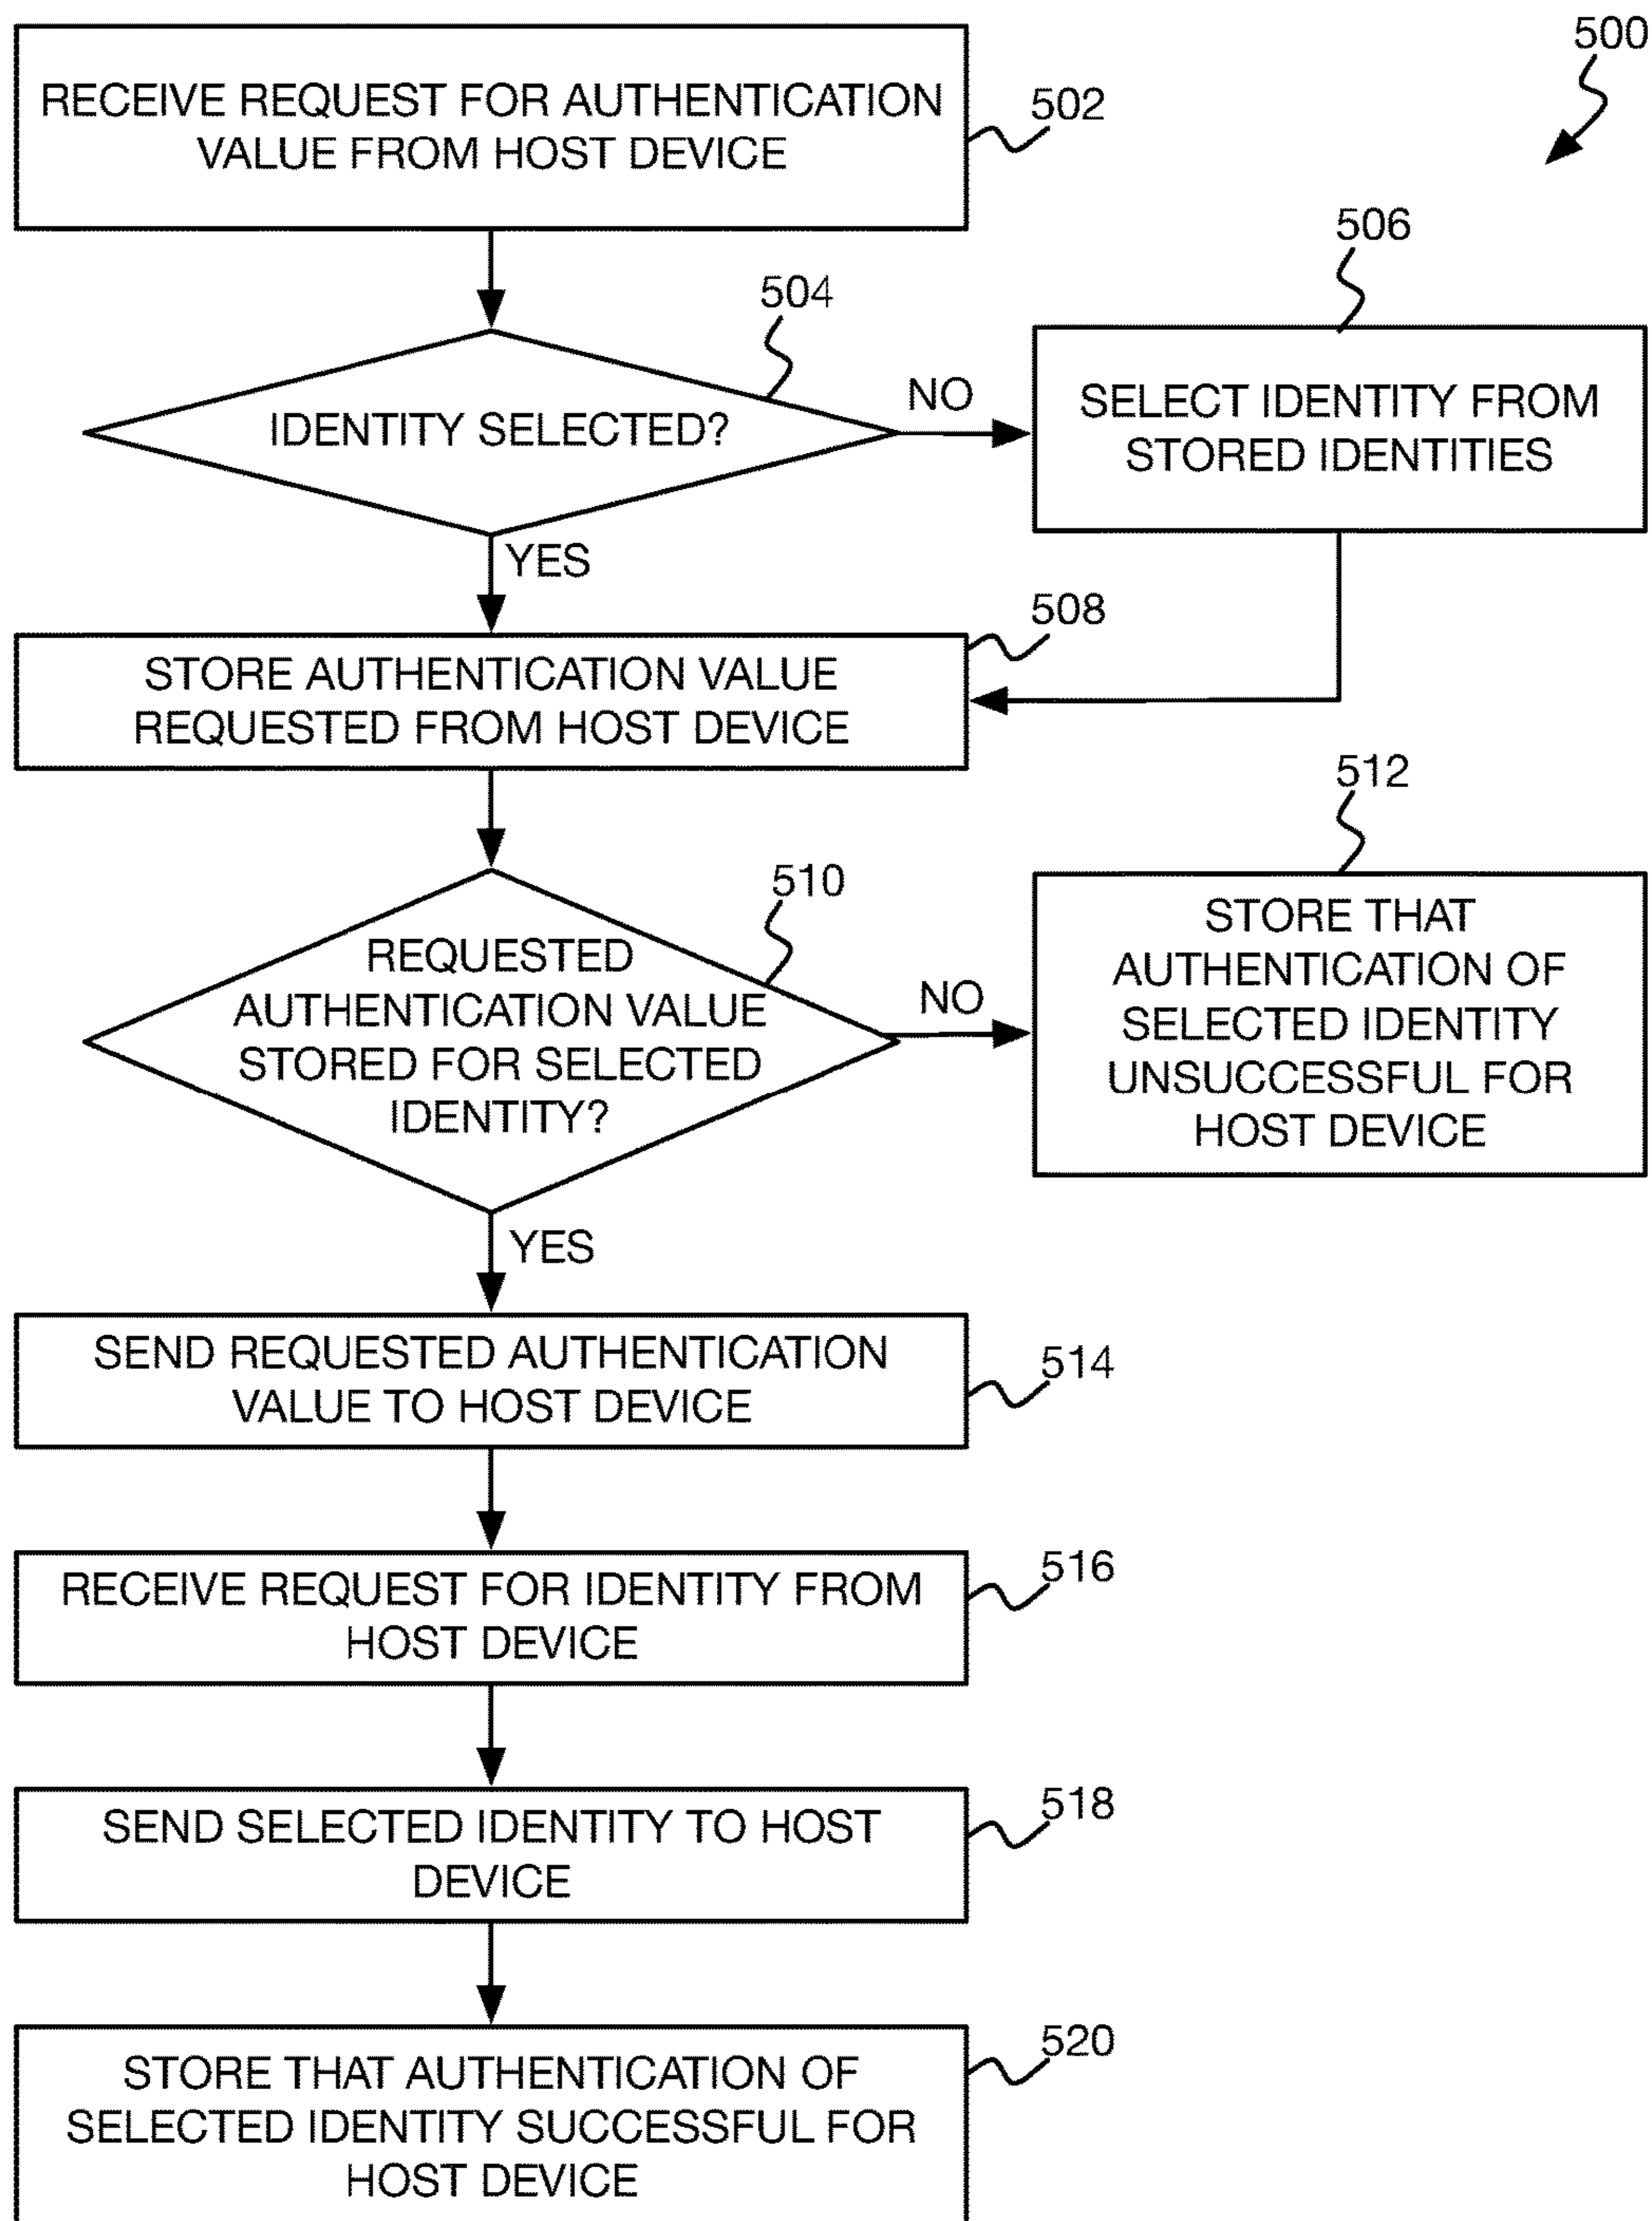 500
RECEIVE REQUEST FOR AUTHENTICATION
VALUE FROM HOST DEVICE
502
504
IDENTITY SELECTED?
NO
506
SELECT IDENTITY FROM
STORED IDENTITIES
YES
508
STORE AUTHENTICATION VALUE
REQUESTED FROM HOST DEVICE
510
REQUESTED
AUTHENTICATION VALUE
STORED FOR SELECTED
IDENTITY?
NO
512
STORE THAT
AUTHENTICATION OF
SELECTED IDENTITY
UNSUCCESSFUL FOR
HOST DEVICE
YES
SEND REQUESTED AUTHENTICATION
VALUE TO HOST DEVICE
514
RECEIVE REQUEST FOR IDENTITY FROM
HOST DEVICE
516
SEND SELECTED IDENTITY TO HOST
DEVICE
518
STORE THAT AUTHENTICATION OF
SELECTED IDENTITY SUCCESSFUL FOR
HOST DEVICE
520